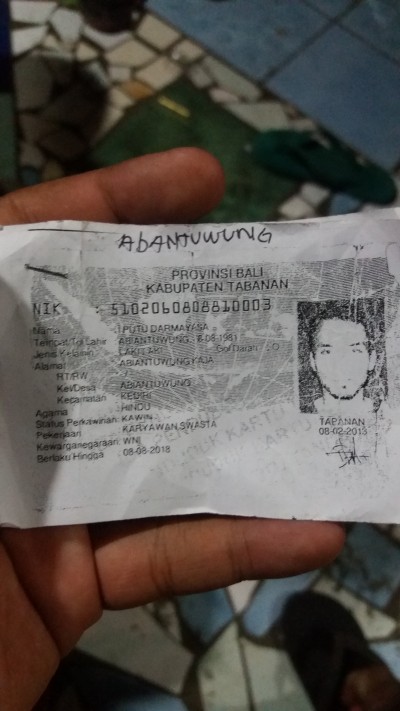 ABANTUWUNG
PROVINSI BALI
KABUPATEN TABANAN
NIK : 5102060808810003
Nama : I PUTU DARMAYASA
Tempat/Tgl Lahir : ABIANTUWUNG, 8-08-1981
Jenis Kelamin : LAKI-LAKI Gol Darah : O
Alamat : ABIANTUWUNG KAJA
RT/RW
Kel/Desa : ABIANTUWUNG
Kecamatan : KEDIRI
Agama : HINDU
Status Perkawinan: KAWIN
Pekerjaan : KARYAWAN SWASTA
Kewarganegaraan: WNI
Berlaku Hingga : 08-08-2018
TABANAN
08-02-2013